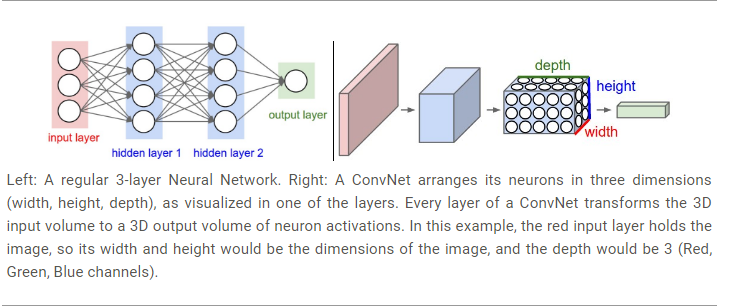 input layer
hidden layer 1
hidden layer 2
output layer
depth
height
width
Left: A regular 3-layer Neural Network. Right: A ConvNet arranges its neurons in three dimensions
(width, height, depth), as visualized in one of the layers. Every layer of a ConvNet transforms the 3D
input volume to a 3D output volume of neuron activations. In this example, the red input layer holds the
image, so its width and height would be the dimensions of the image, and the depth would be 3 (Red,
Green, Blue channels).